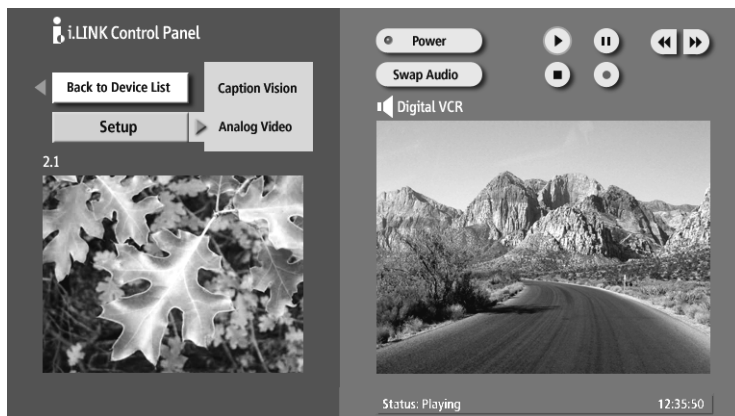 i.LINK Control Panel
Back to Device List
Caption Vision
Setup
Analog Video
2.1
Power
Swap Audio
Digital VCR
Status: Playing
12:35:50